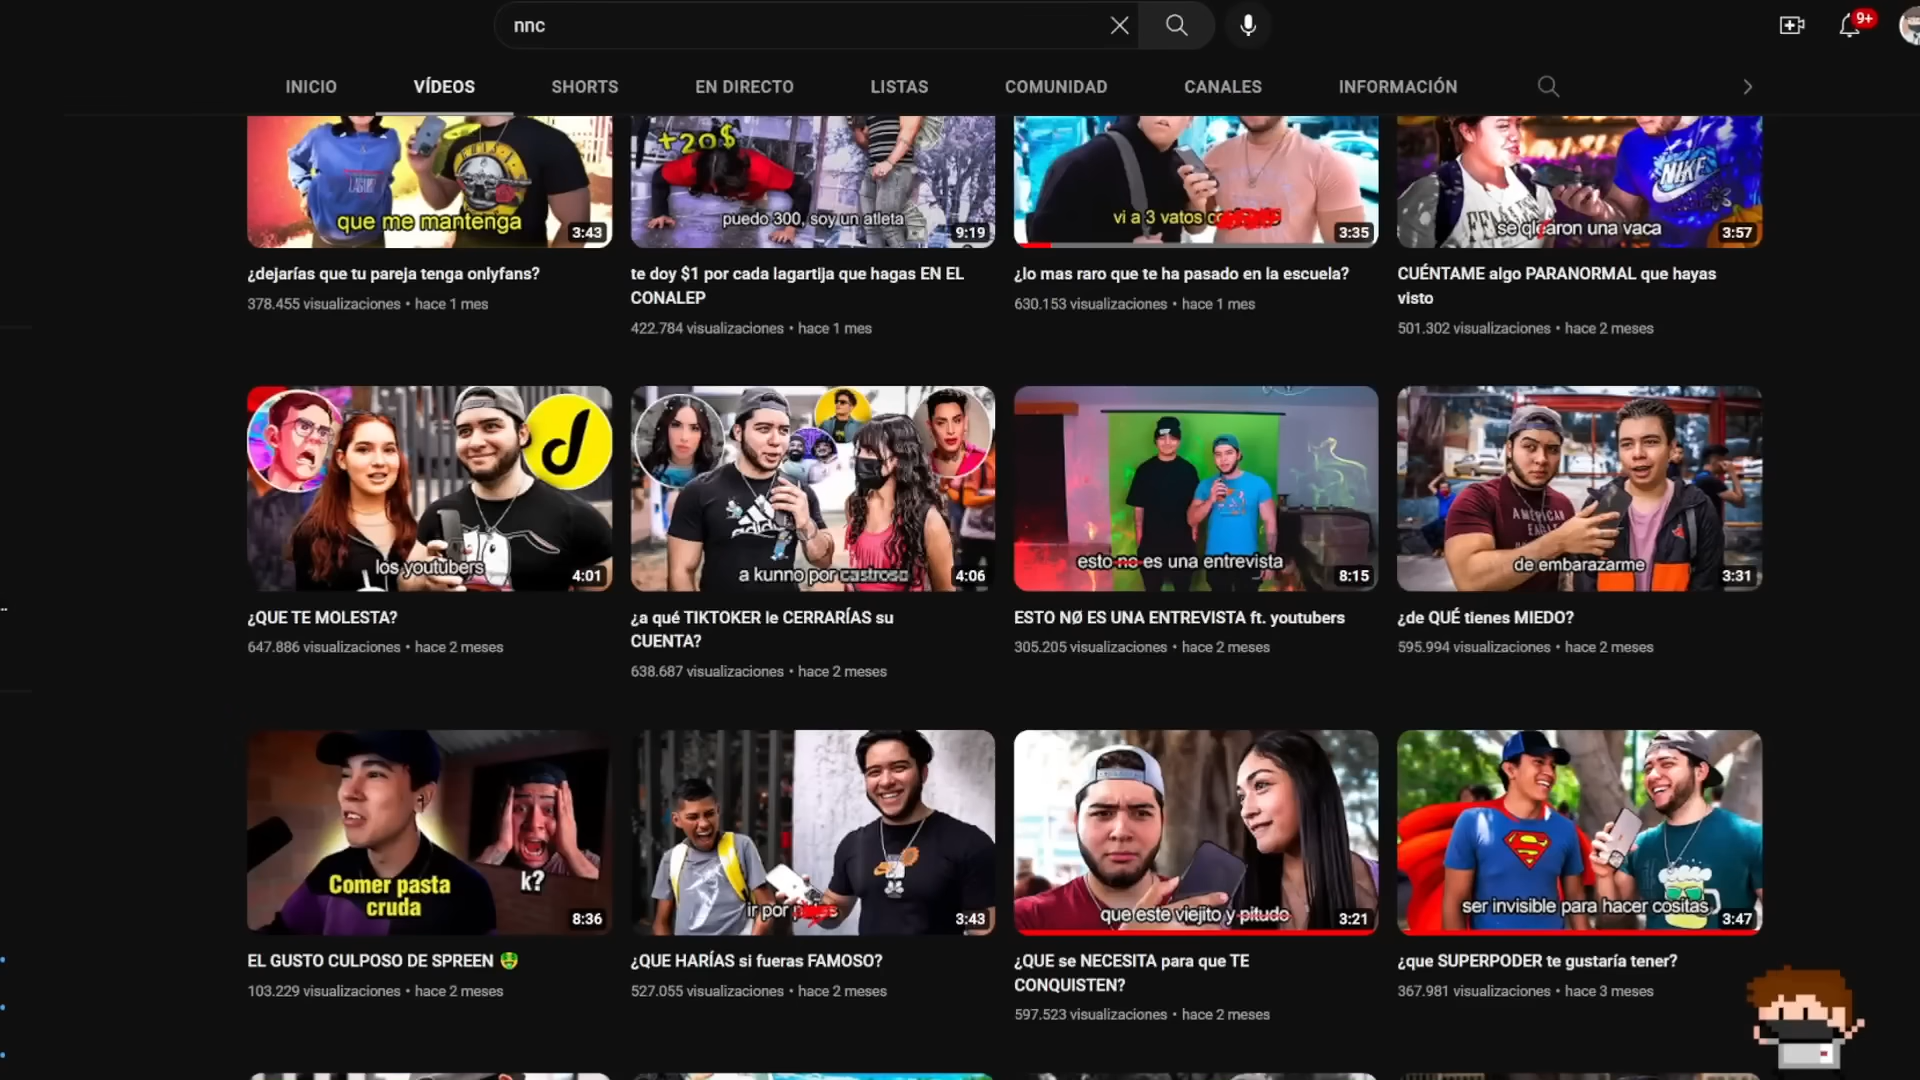 nnc
9+
INICIO
VÍDEOS
SHORTS
EN DIRECTO
LISTAS
COMUNIDAD
CANALES
INFORMACIÓN
que me mantenga
3:43
+20$
puedo 300, soy un atleta
9:19
vi a 3 vatos
3:35
NIKE
una vaca
3:57
¿dejarías que tu pareja tenga onlyfans?
378.455 visualizaciones • hace 1 mes
te doy $1 por cada lagartija que hagas EN EL
CONALEP
422.784 visualizaciones • hace 1 mes
¿lo mas raro que te ha pasado en la escuela?
630.153 visualizaciones • hace 1 mes
CUÉNTAME algo PARANORMAL que hayas
visto
501.302 visualizaciones • hace 2 meses
los youtubers
4:01
adidas
a kunno por castroso
4:06
esto no es una entrevista
8:15
AMERICAN
EAGLE
de embarazarme
3:31
¿QUE TE MOLESTA?
647.886 visualizaciones • hace 2 meses
¿a qué TIKTOKER le CERRARÍAS su
CUENTA?
638.687 visualizaciones • hace 2 meses
ESTO NØ ES UNA ENTREVISTA ft. youtubers
305.205 visualizaciones • hace 2 meses
¿de QUÉ tienes MIEDO?
595.994 visualizaciones • hace 2 meses
Comer pasta
cruda
k?
8:36
ir por
3:43
que este viejito y pitudo
3:21
ser invisible para hacer cositas
3:47
EL GUSTO CULPOSO DE SPREEN 🤑
103.229 visualizaciones • hace 2 meses
¿QUE HARÍAS si fueras FAMOSO?
527.055 visualizaciones • hace 2 meses
¿QUE se NECESITA para que TE
CONQUISTEN?
597.523 visualizaciones • hace 2 meses
¿que SUPERPODER te gustaría tener?
367.981 visualizaciones • hace 3 meses